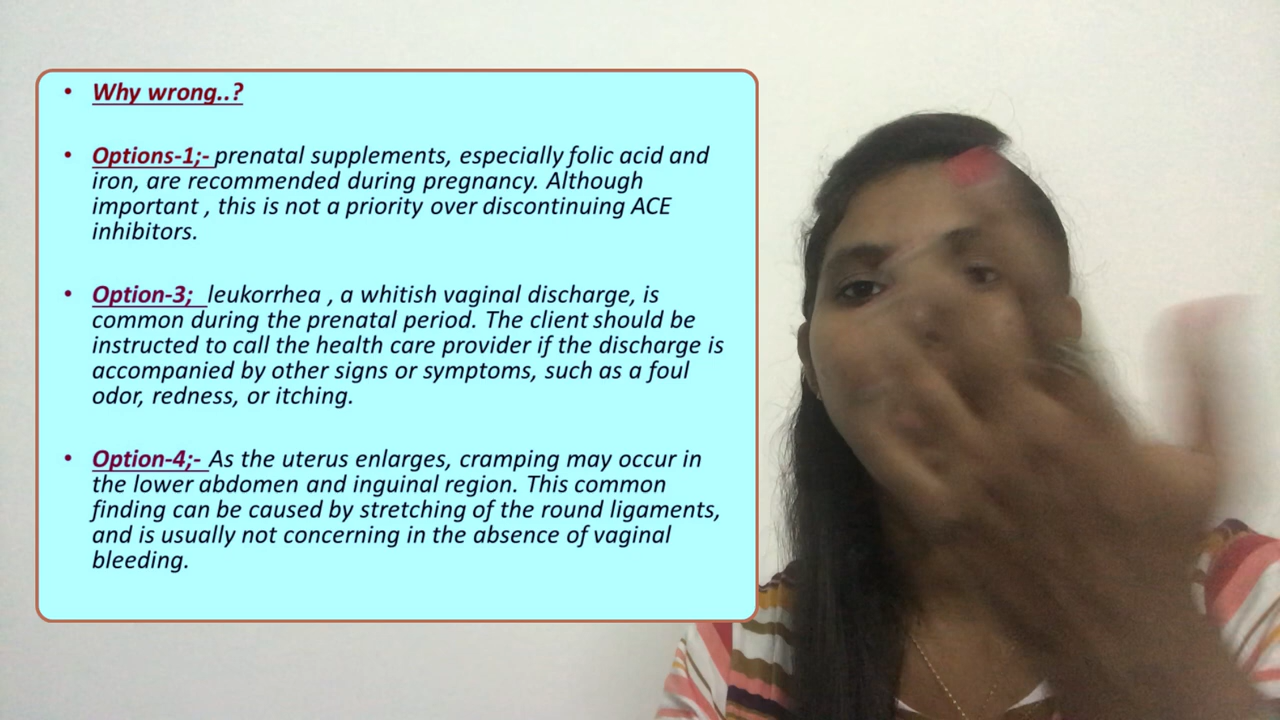 • Why wrong..?
• Options-1;- prenatal supplements, especially folic acid and
iron, are recommended during pregnancy. Although
important , this is not a priority over discontinuing ACE
inhibitors.
• Option-3; leukorrhea , a whitish vaginal discharge, is
common during the prenatal period. The client should be
instructed to call the health care provider if the discharge is
accompanied by other signs or symptoms, such as a foul
odor, redness, or itching.
• Option-4;- As the uterus enlarges, cramping may occur in
the lower abdomen and inguinal region. This common
finding can be caused by stretching of the round ligaments,
and is usually not concerning in the absence of vaginal
bleeding.